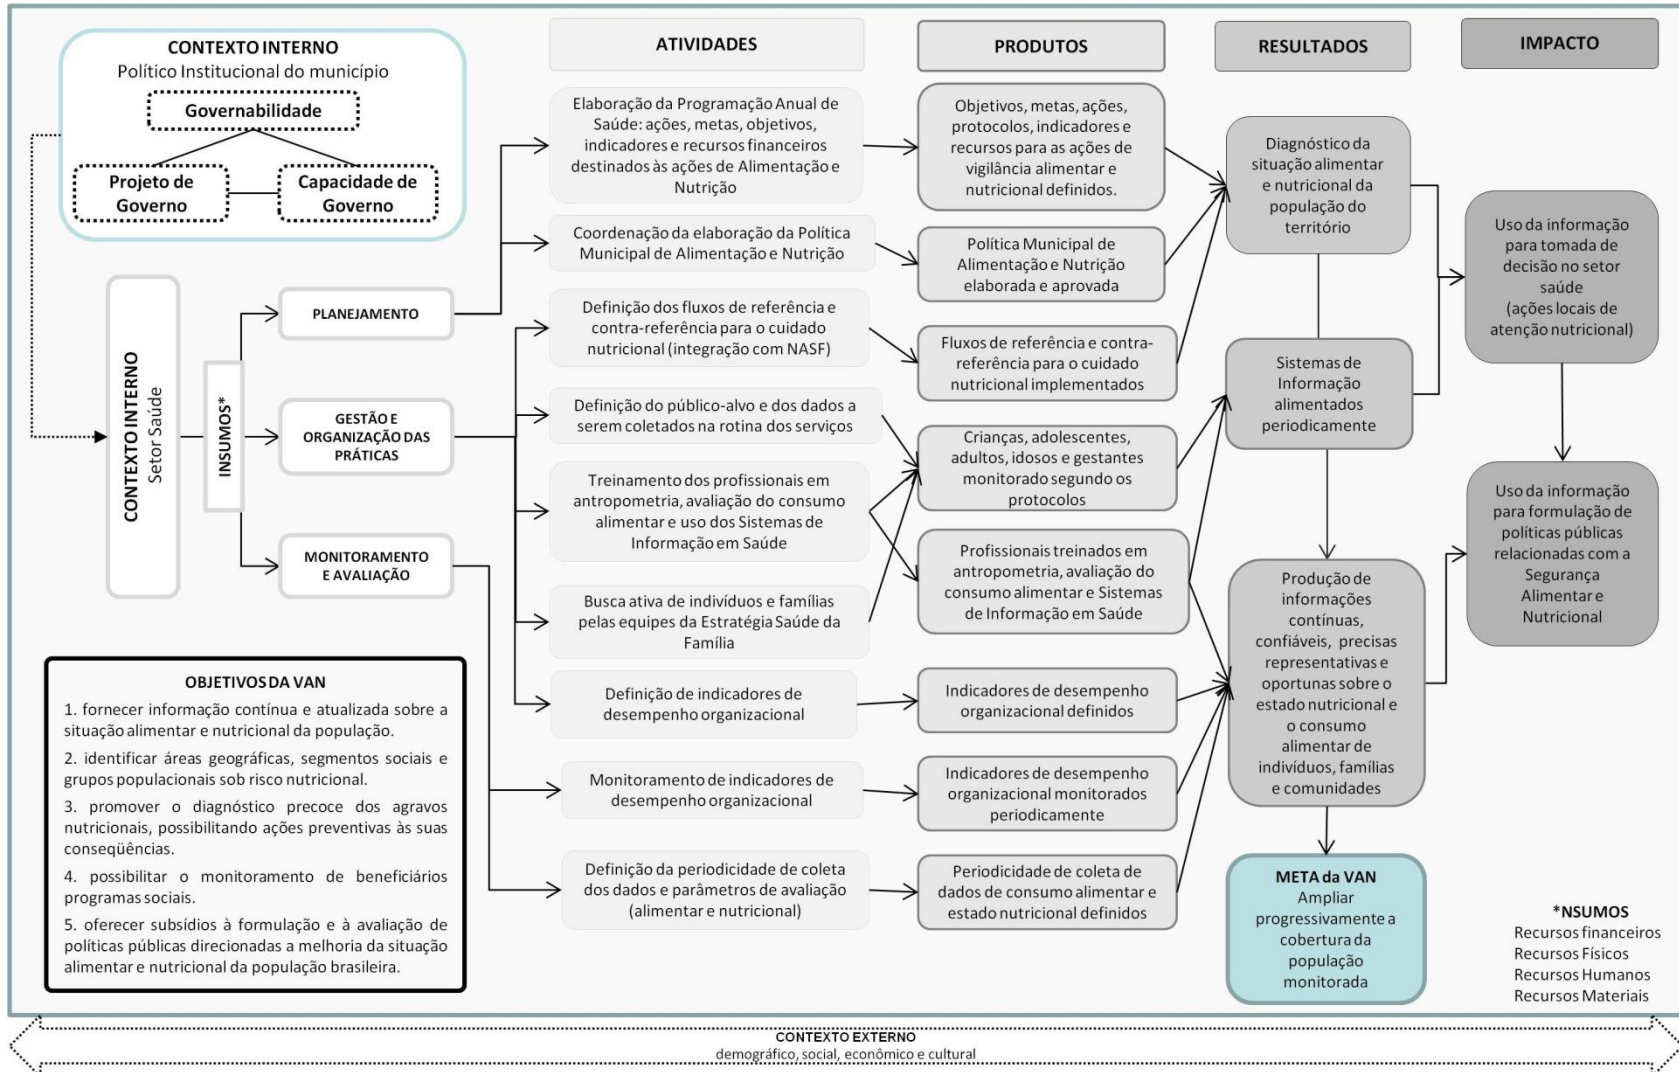 CONTEXTO INTERNO
Político Institucional do município
Governabilidade
Projeto de
Governo
Capacidade de
Governo
CONTEXTO INTERNO
Setor Saúde
INSUMOS*
PLANEJAMENTO
GESTÃO E
ORGANIZAÇÃO DAS
PRÁTICAS
MONITORAMENTO
E AVALIAÇÃO
OBJETIVOS DA VAN
1. fornecer informação contínua e atualizada sobre a
situação alimentar e nutricional da população.
2. identificar áreas geográficas, segmentos sociais e
grupos populacionais sob risco nutricional.
3. promover o diagnóstico precoce dos agravos
nutricionais, possibilitando ações preventivas às suas
conseqüências.
4. possibilitar o monitoramento de beneficiários
programas sociais.
5. oferecer subsídios à formulação e à avaliação de
políticas públicas direcionadas a melhoria da situação
alimentar e nutricional da população brasileira.
ATIVIDADES
Elaboração da Programação Anual de
Saúde: ações, metas, objetivos,
indicadores e recursos financeiros
destinados às ações de Alimentação e
Nutrição
Coordenação da elaboração da Política
Municipal de Alimentação e Nutrição
Definição dos fluxos de referência e
contra-referência para o cuidado
nutricional (integração com NASF)
Definição do público-alvo e dos dados a
serem coletados na rotina dos serviços
Treinamento dos profissionais em
antropometria, avaliação do consumo
alimentar e uso dos Sistemas de
Informação em Saúde
Busca ativa de indivíduos e famílias
pelas equipes da Estratégia Saúde da
Família
Definição de indicadores de
desempenho organizacional
Monitoramento de indicadores de
desempenho organizacional
Definição da periodicidade de coleta
dos dados e parâmetros de avaliação
(alimentar e nutricional)
PRODUTOS
Objetivos, metas, ações,
protocolos, indicadores e
recursos para as ações de
vigilância alimentar e
nutricional definidos.
Política Municipal de
Alimentação e Nutrição
elaborada e aprovada
Fluxos de referência e contra-
referência para o cuidado
nutricional implementados
Crianças, adolescentes,
adultos, idosos e gestantes
monitorado segundo os
protocolos
Profissionais treinados em
antropometria, avaliação do
consumo alimentar e Sistemas
de Informação em Saúde
Indicadores de desempenho
organizacional definidos
Indicadores de desempenho
organizacional monitorados
periodicamente
Periodicidade de coleta de
dados de consumo alimentar e
estado nutricional definidos
RESULTADOS
Diagnóstico da
situação alimentar
e nutricional da
população do
território
Sistemas de
Informação
alimentados
periodicamente
Produção de
informações
contínuas,
confiáveis, precisas
representativas e
oportunas sobre o
estado nutricional e
o consumo
alimentar de
indivíduos, famílias
e comunidades
META da VAN
Ampliar
progressivamente a
cobertura da
população
monitorada
IMPACTO
Uso da informação
para tomada de
decisão no setor
saúde
(ações locais de
atenção nutricional)
Uso da informação
para formulação de
políticas públicas
relacionadas com a
Segurança
Alimentar e
Nutricional
*NSUMOS
Recursos financeiros
Recursos Físicos
Recursos Humanos
Recursos Materiais
CONTEXTO EXTERNO
demográfico, social, econômico e cultural